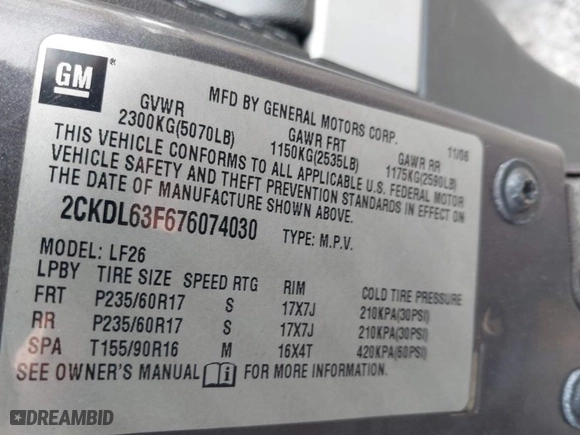 GM ®
MFD BY GENERAL MOTORS CORP.
11/06
GVWR GAWR FRT GAWR RR
2300KG(5070LB) 1150KG(2535LB) 1175KG(2590LB)
THIS VEHICLE CONFORMS TO ALL APPLICABLE U.S. FEDERAL MOTOR
VEHICLE SAFETY AND THEFT PREVENTION STANDARDS IN EFFECT ON
THE DATE OF MANUFACTURE SHOWN ABOVE.
2CKDL63F676074030 TYPE: M.P.V.
MODEL: LF26
LPBY TIRE SIZE SPEED RTG RIM COLD TIRE PRESSURE
FRT P235/60R17 S 17X7J 210KPA(30PSI)
RR P235/60R17 S 17X7J 210KPA(30PSI)
SPA T155/90R16 M 16X4T 420KPA(60PSI)
SEE OWNER'S MANUAL i FOR MORE INFORMATION.
DREAMBID